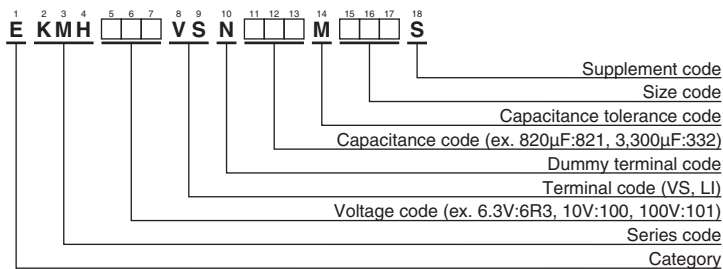 1 2 3 4 5 6 7 8 9 10 11 12 13 14 15 16 17 18
E KMH □□□ VS N □□□ M □□□ S
Supplement code
Size code
Capacitance tolerance code
Capacitance code (ex. 820μF:821, 3,300μF:332)
Dummy terminal code
Terminal code (VS, LI)
Voltage code (ex. 6.3V:6R3, 10V:100, 100V:101)
Series code
Category